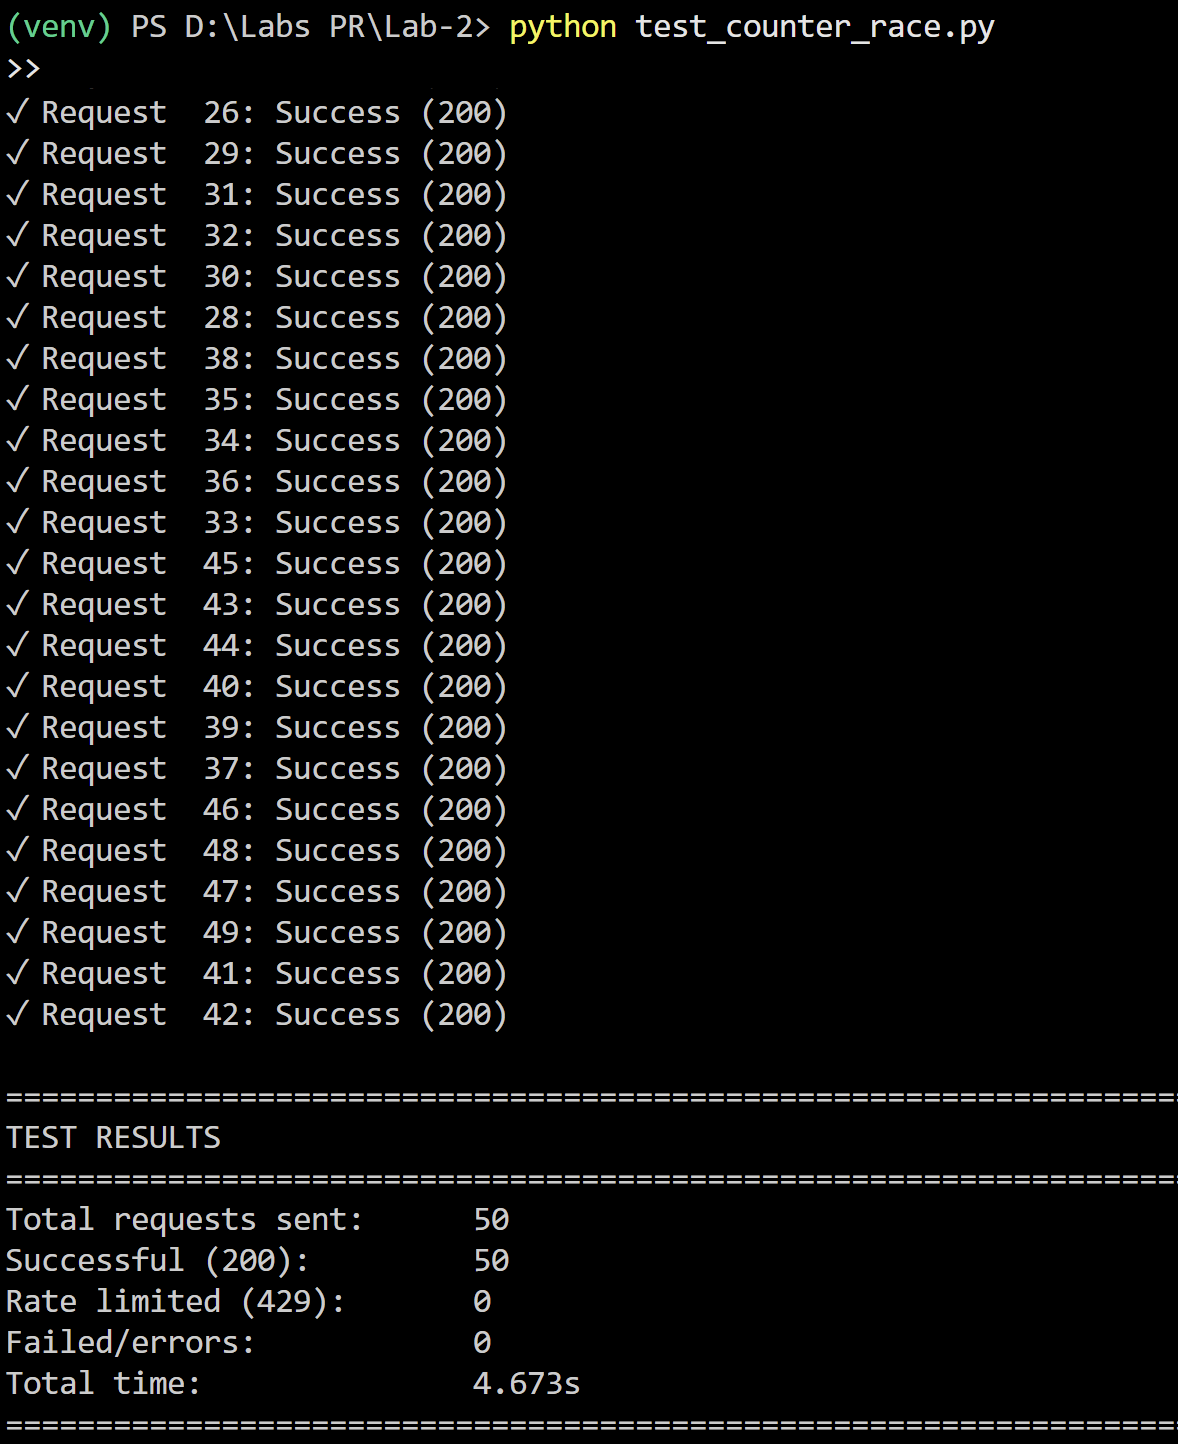 (venv) PS D:\Labs PR\Lab-2> python test_counter_race.py
>>
✓ Request  26: Success (200)
✓ Request  29: Success (200)
✓ Request  31: Success (200)
✓ Request  32: Success (200)
✓ Request  30: Success (200)
✓ Request  28: Success (200)
✓ Request  38: Success (200)
✓ Request  35: Success (200)
✓ Request  34: Success (200)
✓ Request  36: Success (200)
✓ Request  33: Success (200)
✓ Request  45: Success (200)
✓ Request  43: Success (200)
✓ Request  44: Success (200)
✓ Request  40: Success (200)
✓ Request  39: Success (200)
✓ Request  37: Success (200)
✓ Request  46: Success (200)
✓ Request  48: Success (200)
✓ Request  47: Success (200)
✓ Request  49: Success (200)
✓ Request  41: Success (200)
✓ Request  42: Success (200)
=================================================================
TEST RESULTS
=================================================================
Total requests sent:      50
Successful (200):         50
Rate limited (429):       0
Failed/errors:            0
Total time:               4.673s
=================================================================